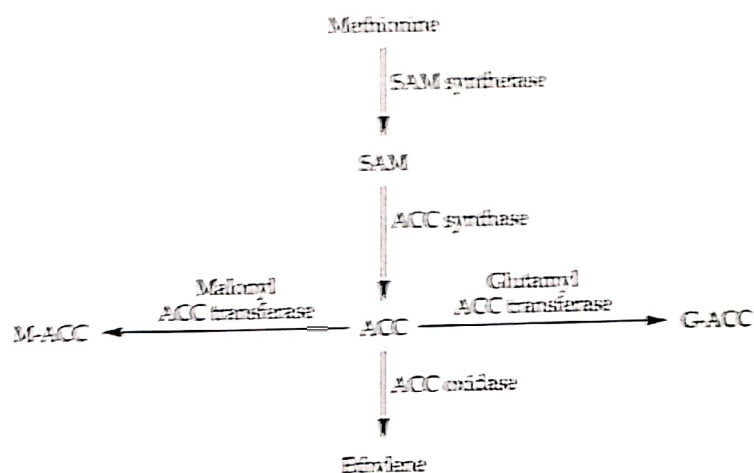 Methionine
SAM synthetase
SAM
ACC synthase
Malonyl
ACC transferase
Glutamyl
ACC transferase
M-ACC
ACC
G-ACC
ACC oxidase
Ethylene